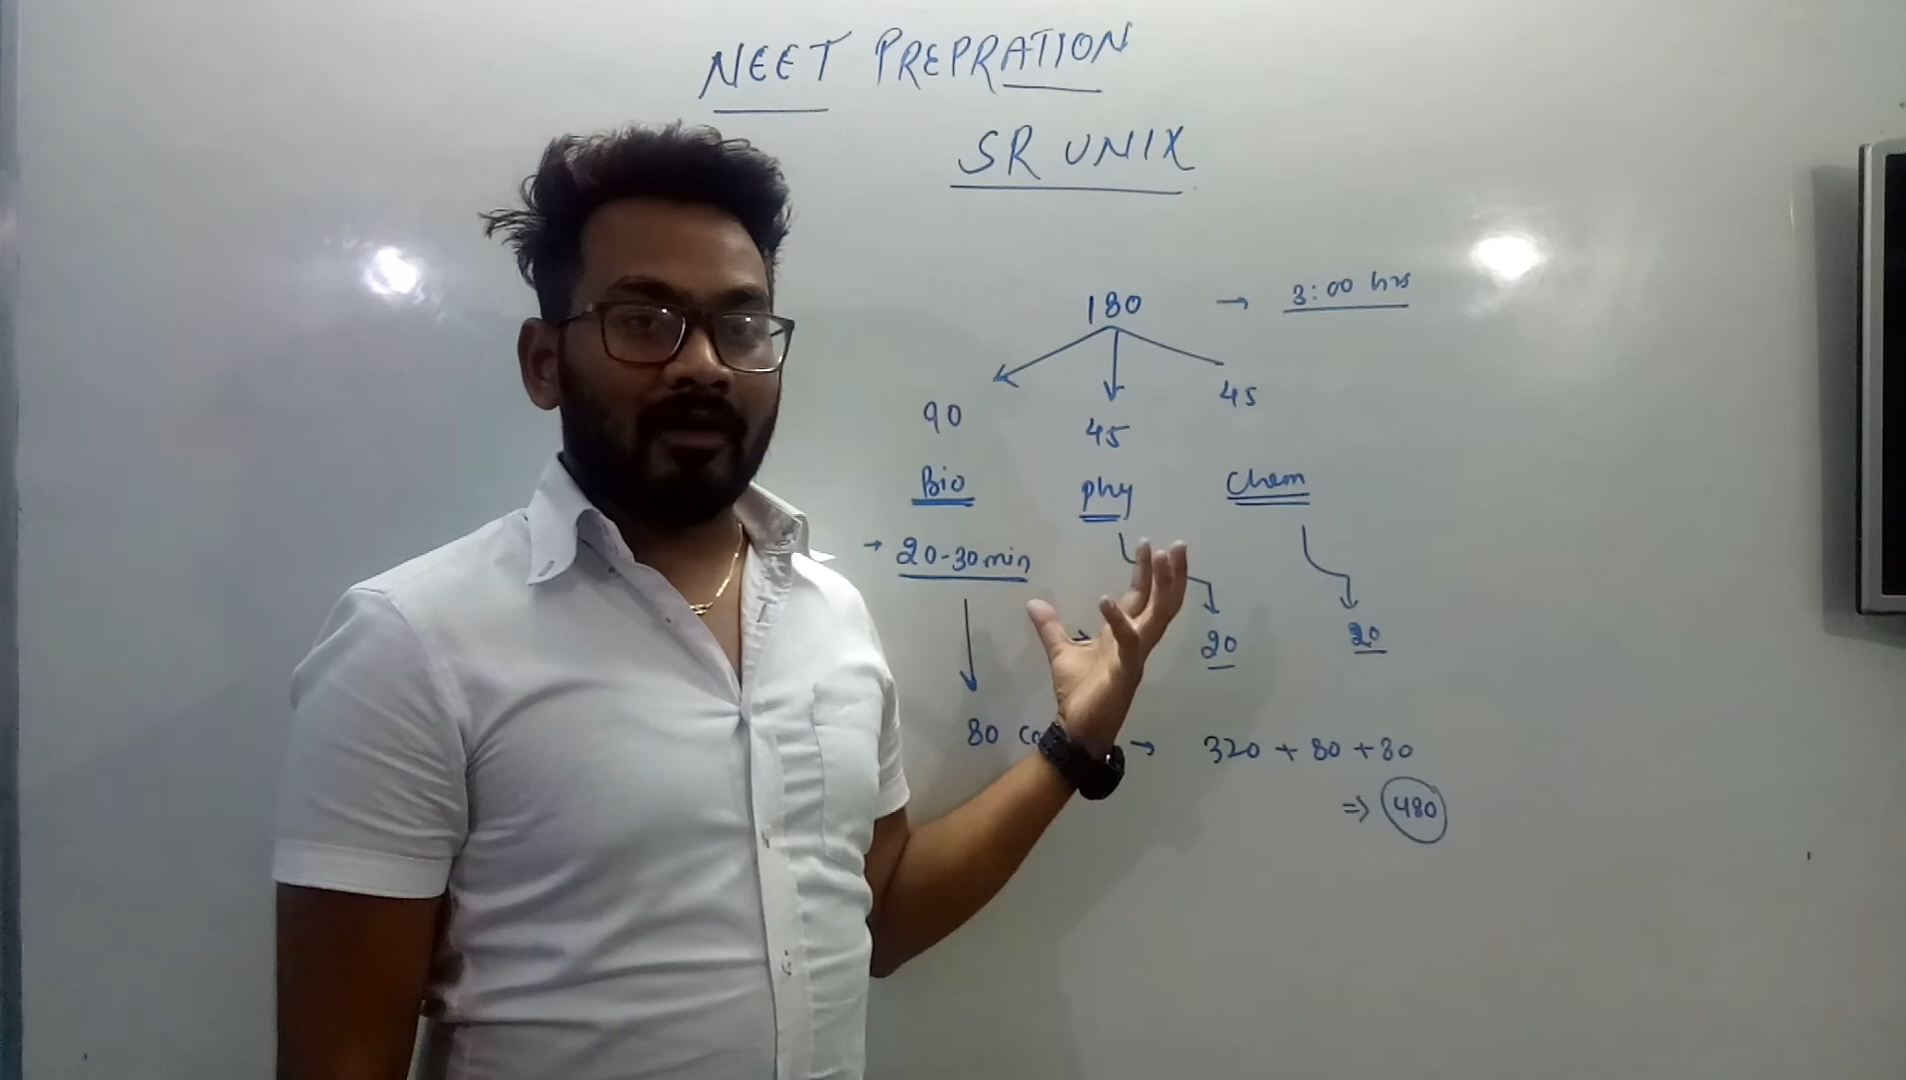 NEET PREPRATION
SR UNIX
180 → 3:00 hrs
90 45 45
Bio phy Chem
→ 20-30 min
20 20
80 → 320 + 80 + 80
⇒ 480